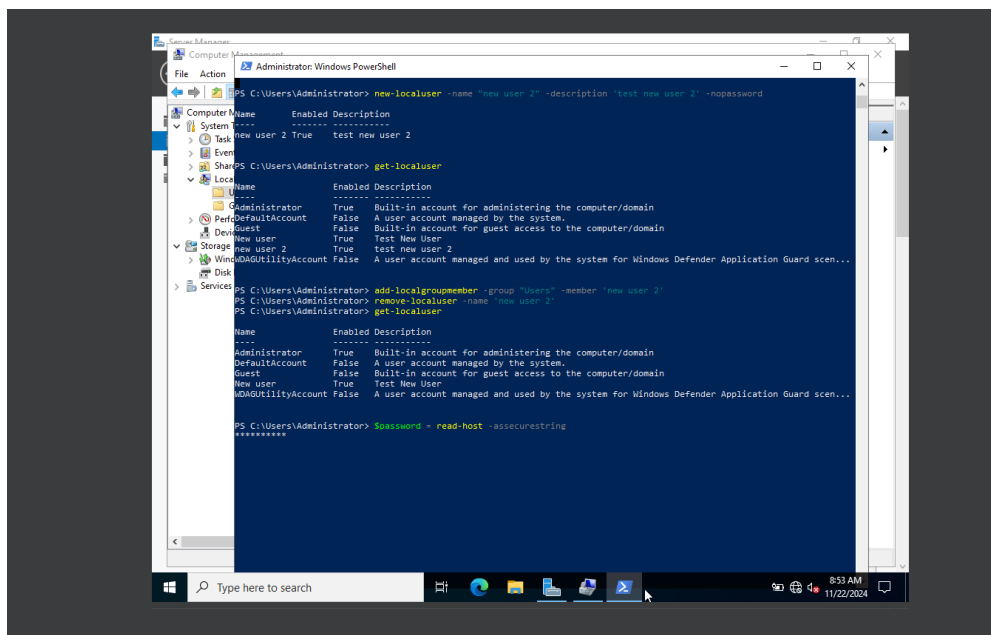 Server Manager
Computer Management
File Action
Administrator: Windows PowerShell
PS C:\Users\Administrator> new-localuser -name "new user 2" -description 'test new user 2' -nopassword
Name Enabled Description
---- ------- -----------
new user 2 True test new user 2
PS C:\Users\Administrator> get-localuser
Name Enabled Description
---- ------- -----------
Administrator True Built-in account for administering the computer/domain
DefaultAccount False A user account managed by the system.
Guest False Built-in account for guest access to the computer/domain
New user True Test New User
new user 2 True test new user 2
WDAGUtilityAccount False A user account managed and used by the system for Windows Defender Application Guard scen...
PS C:\Users\Administrator> add-localgroupmember -group "Users" -member 'new user 2'
PS C:\Users\Administrator> remove-localuser -name 'new user 2'
PS C:\Users\Administrator> get-localuser
Name Enabled Description
---- ------- -----------
Administrator True Built-in account for administering the computer/domain
DefaultAccount False A user account managed by the system.
Guest False Built-in account for guest access to the computer/domain
New user True Test New User
WDAGUtilityAccount False A user account managed and used by the system for Windows Defender Application Guard scen...
PS C:\Users\Administrator> $password = read-host -assecurestring
**********
Computer M
System T
Task
Even
Share
Loca
U
G
Perfo
Devic
Storage
Wind
Disk
Services
Type here to search
8:53 AM
11/22/2024